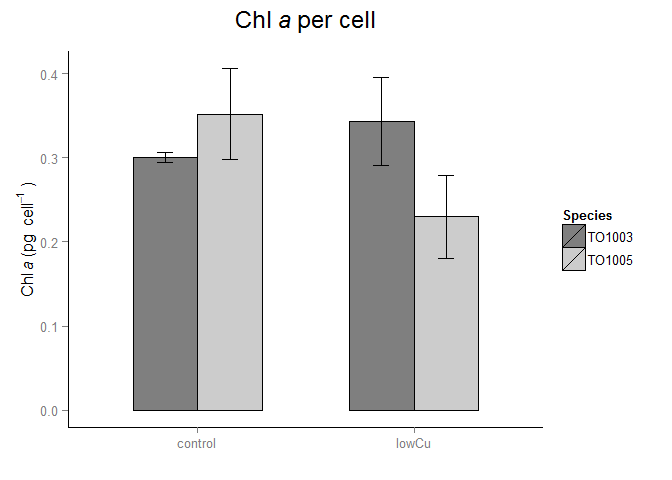 Chl a per cell
0.4
0.3
0.2
0.1
0.0
Chl a (pg cell⁻¹ )
control lowCu
Species
TO1003
TO1005